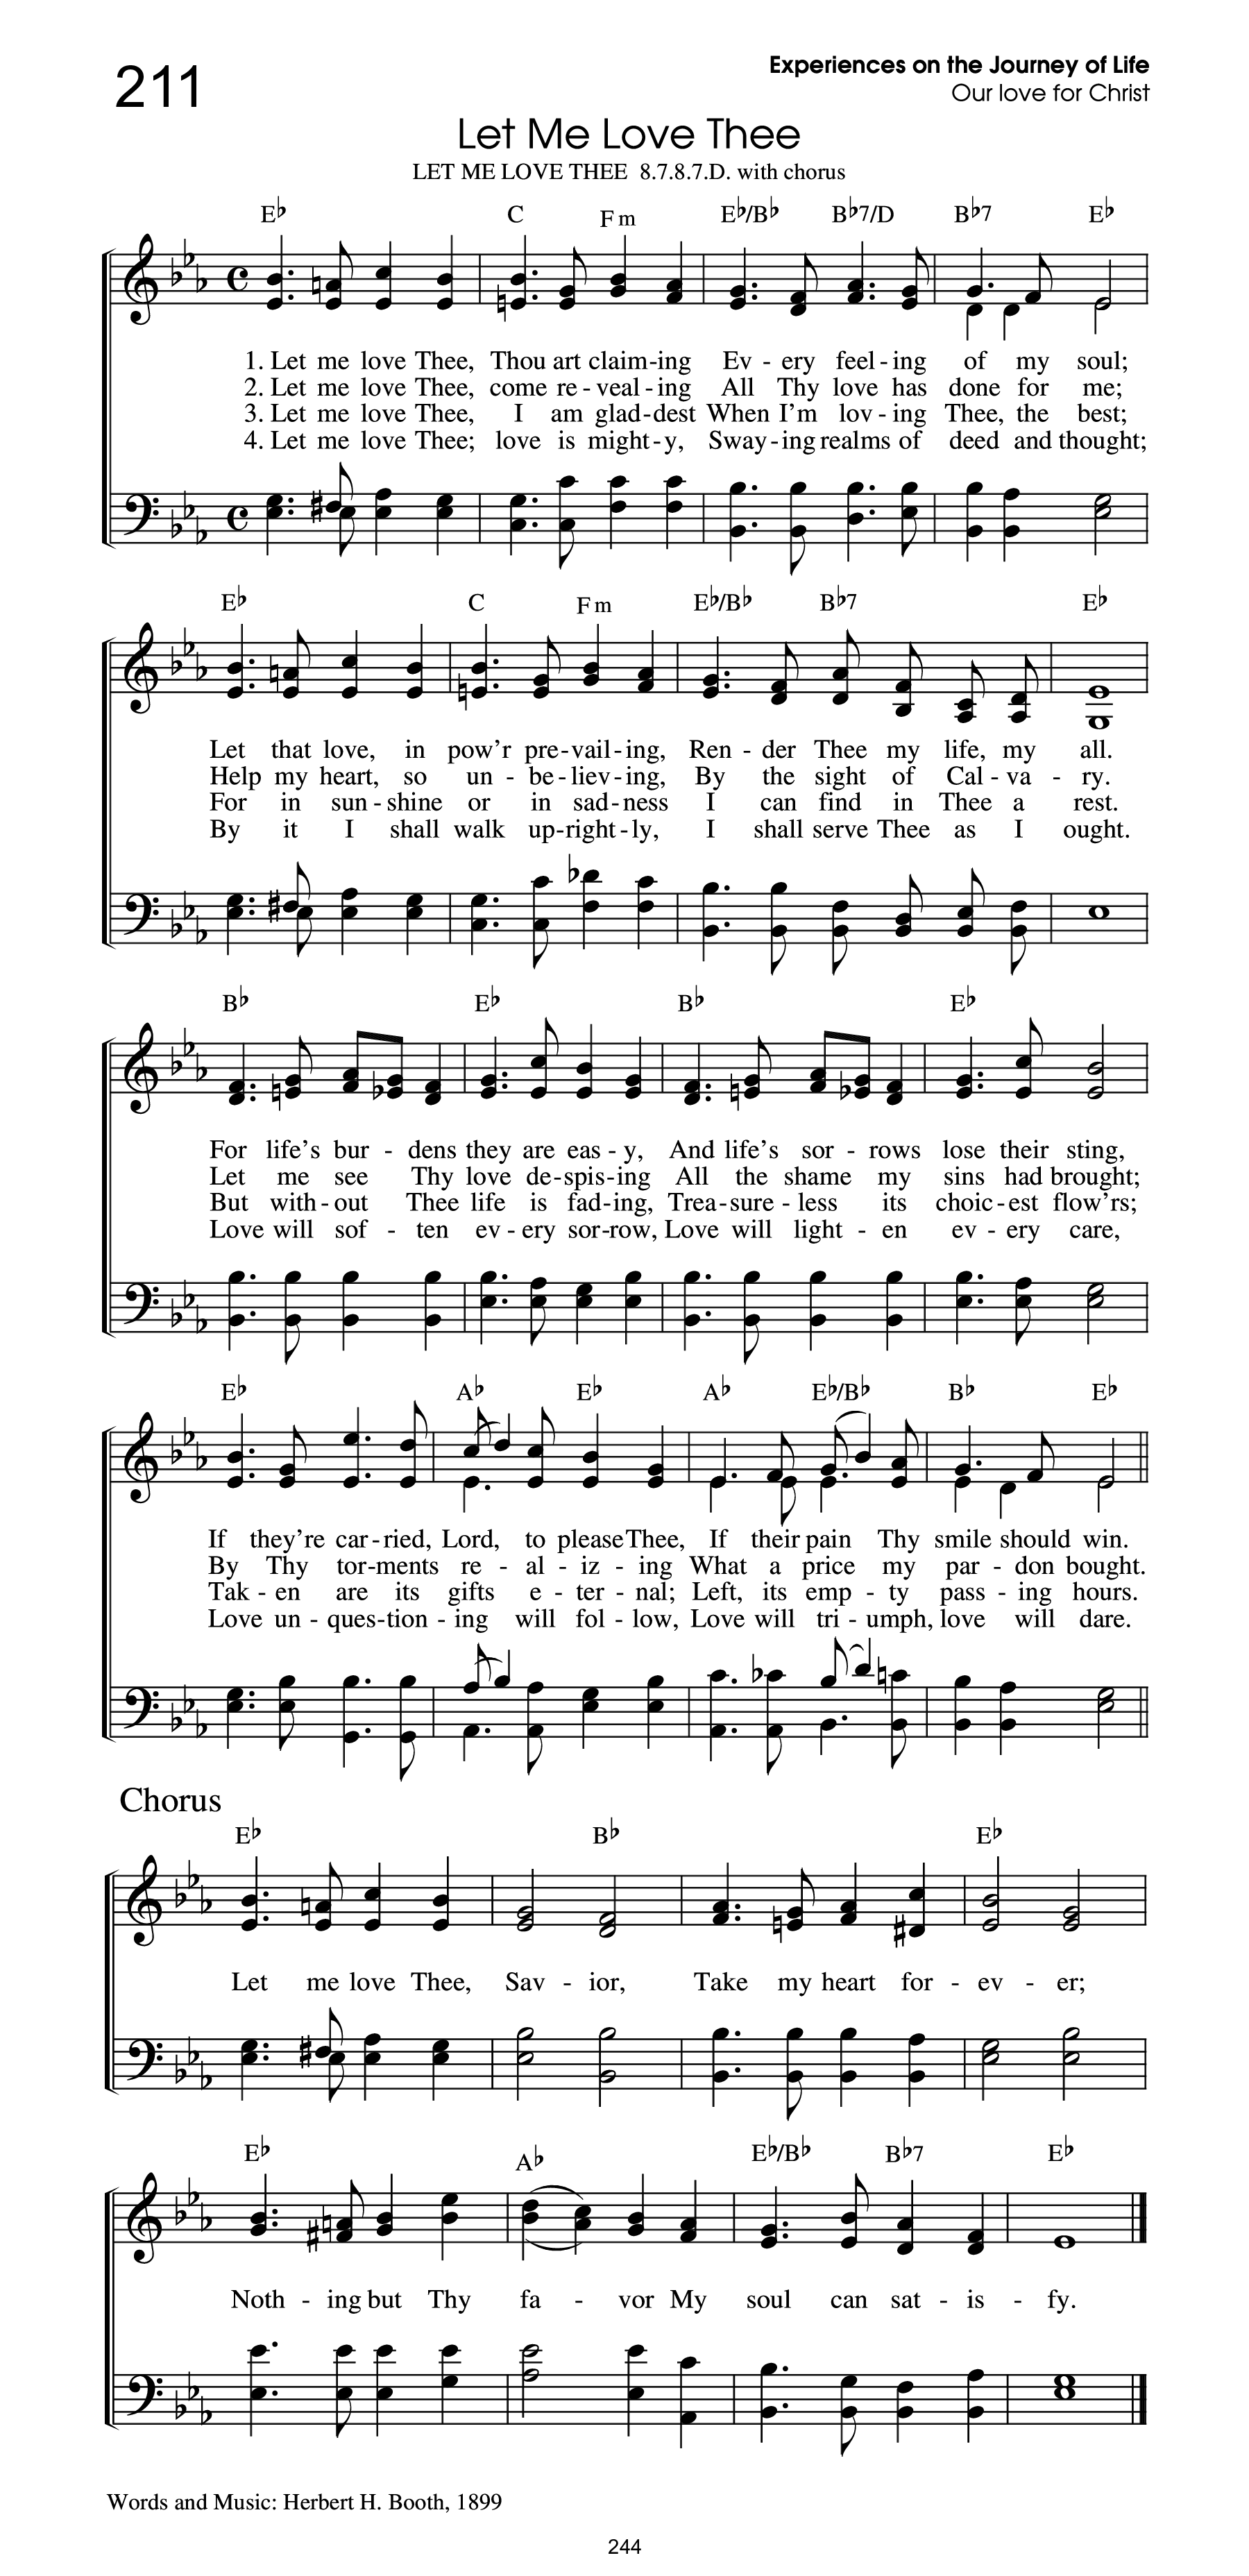 211
Experiences on the Journey of Life
Our love for Christ
Let Me Love Thee
LET ME LOVE THEE 8.7.8.7.D. with chorus
E♭ C Fm E♭/B♭ B♭7/D B♭7 E♭
1. Let me love Thee, Thou art claim-ing Ev - ery feel - ing of my soul;
2. Let me love Thee, come re - veal - ing All Thy love has done for me;
3. Let me love Thee, I am glad - dest When I'm lov - ing Thee, the best;
4. Let me love Thee; love is might - y, Sway - ing realms of deed and thought;
E♭ C Fm E♭/B♭ B♭7 E♭
Let that love, in pow'r pre - vail - ing, Ren - der Thee my life, my all.
Help my heart, so un - be - liev - ing, By the sight of Cal - va - ry.
For in sun - shine or in sad - ness I can find in Thee a rest.
By it I shall walk up - right - ly, I shall serve Thee as I ought.
B♭ E♭ B♭ E♭
For life's bur - dens they are eas - y, And life's sor - rows lose their sting,
Let me see Thy love de - spis - ing All the shame my sins had brought;
But with - out Thee life is fad - ing, Trea - sure - less its choic - est flow'rs;
Love will sof - ten ev - ery sor - row, Love will light - en ev - ery care,
E♭ A♭ E♭ A♭ E♭/B♭ B♭ E♭
If they're car - ried, Lord, to please Thee, If their pain Thy smile should win.
By Thy tor - ments re - al - iz - ing What a price my par - don bought.
Tak - en are its gifts e - ter - nal; Left, its emp - ty pass - ing hours.
Love un - ques - tion - ing will fol - low, Love will tri - umph, love will dare.
Chorus
E♭ B♭ E♭
Let me love Thee, Sav - ior, Take my heart for - ev - er;
E♭ A♭ E♭/B♭ B♭7 E♭
Noth - ing but Thy fa - vor My soul can sat - is - fy.
Words and Music: Herbert H. Booth, 1899
244